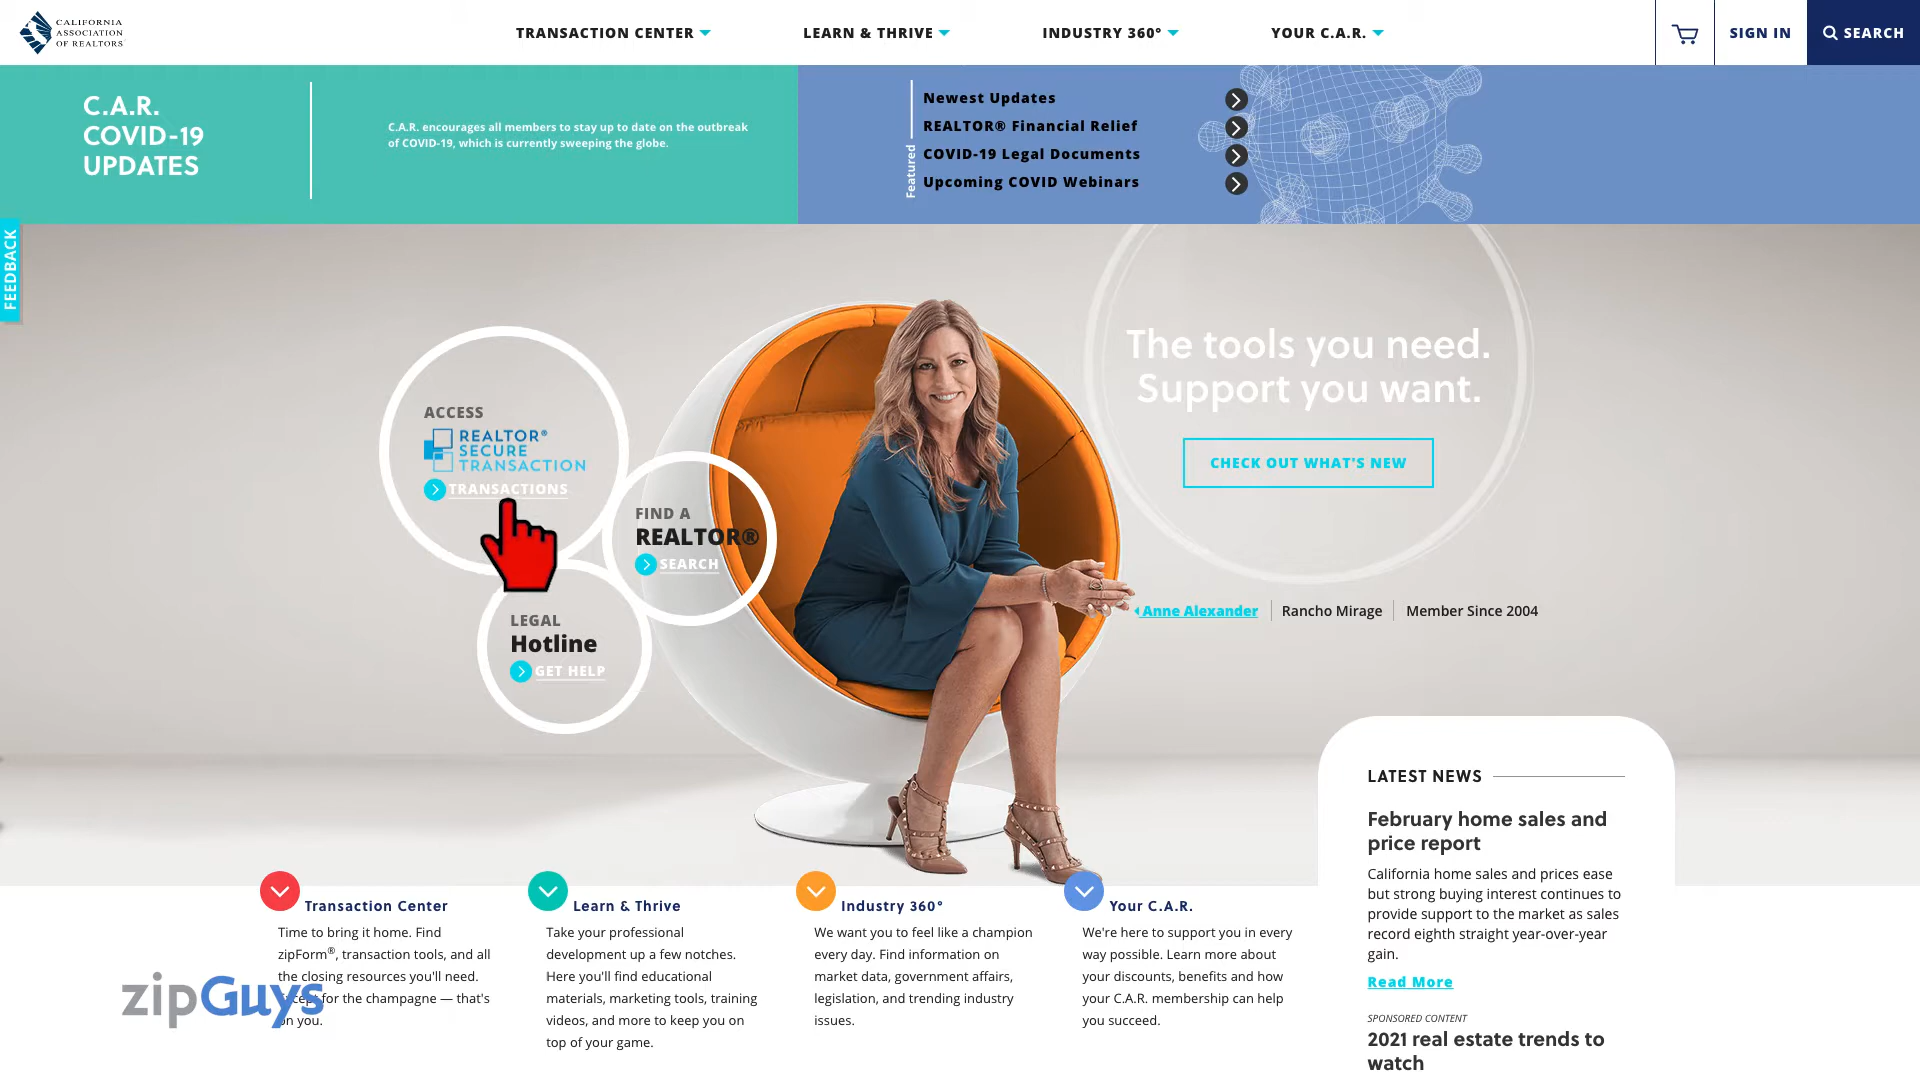 CALIFORNIA
ASSOCIATION
OF REALTORS
TRANSACTION CENTER
LEARN & THRIVE
INDUSTRY 360°
YOUR C.A.R.
SIGN IN
SEARCH
C.A.R.
COVID-19
UPDATES
C.A.R. encourages all members to stay up to date on the outbreak
of COVID-19, which is currently sweeping the globe.
Featured
Newest Updates
REALTOR® Financial Relief
COVID-19 Legal Documents
Upcoming COVID Webinars
FEEDBACK
ACCESS
REALTOR®
SECURE
TRANSACTION
TRANSACTIONS
FIND A
REALTOR®
SEARCH
LEGAL
Hotline
GET HELP
The tools you need.
Support you want.
CHECK OUT WHAT'S NEW
Anne Alexander
Rancho Mirage
Member Since 2004
Transaction Center
Time to bring it home. Find
zipForm®, transaction tools, and all
the closing resources you'll need.
Except for the champagne — that's
on you.
zipGuys
Learn & Thrive
Take your professional
development up a few notches.
Here you'll find educational
materials, marketing tools, training
videos, and more to keep you on
top of your game.
Industry 360°
We want you to feel like a champion
every day. Find information on
market data, government affairs,
legislation, and trending industry
issues.
Your C.A.R.
We're here to support you in every
way possible. Learn more about
your discounts, benefits and how
your C.A.R. membership can help
you succeed.
LATEST NEWS
February home sales and
price report
California home sales and prices ease
but strong buying interest continues to
provide support to the market as sales
record eighth straight year-over-year
gain.
Read More
SPONSORED CONTENT
2021 real estate trends to
watch